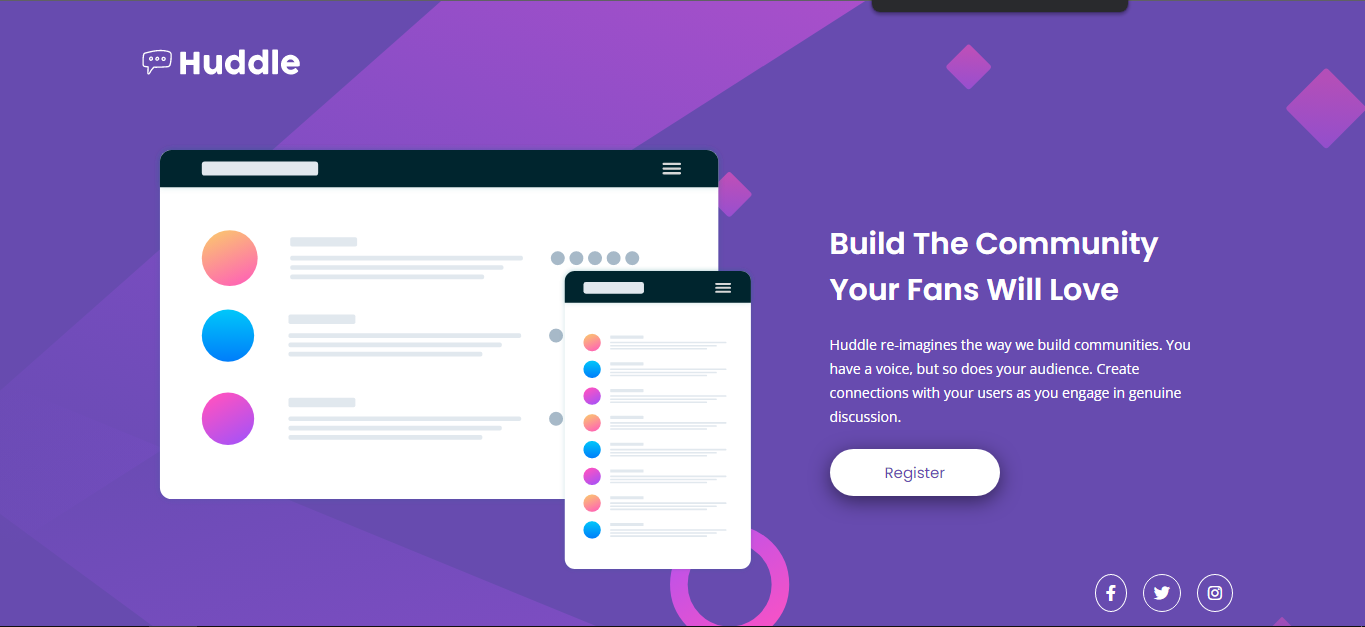 Huddle
Build The Community
Your Fans Will Love
Huddle re-imagines the way we build communities. You
have a voice, but so does your audience. Create
connections with your users as you engage in genuine
discussion.
Register